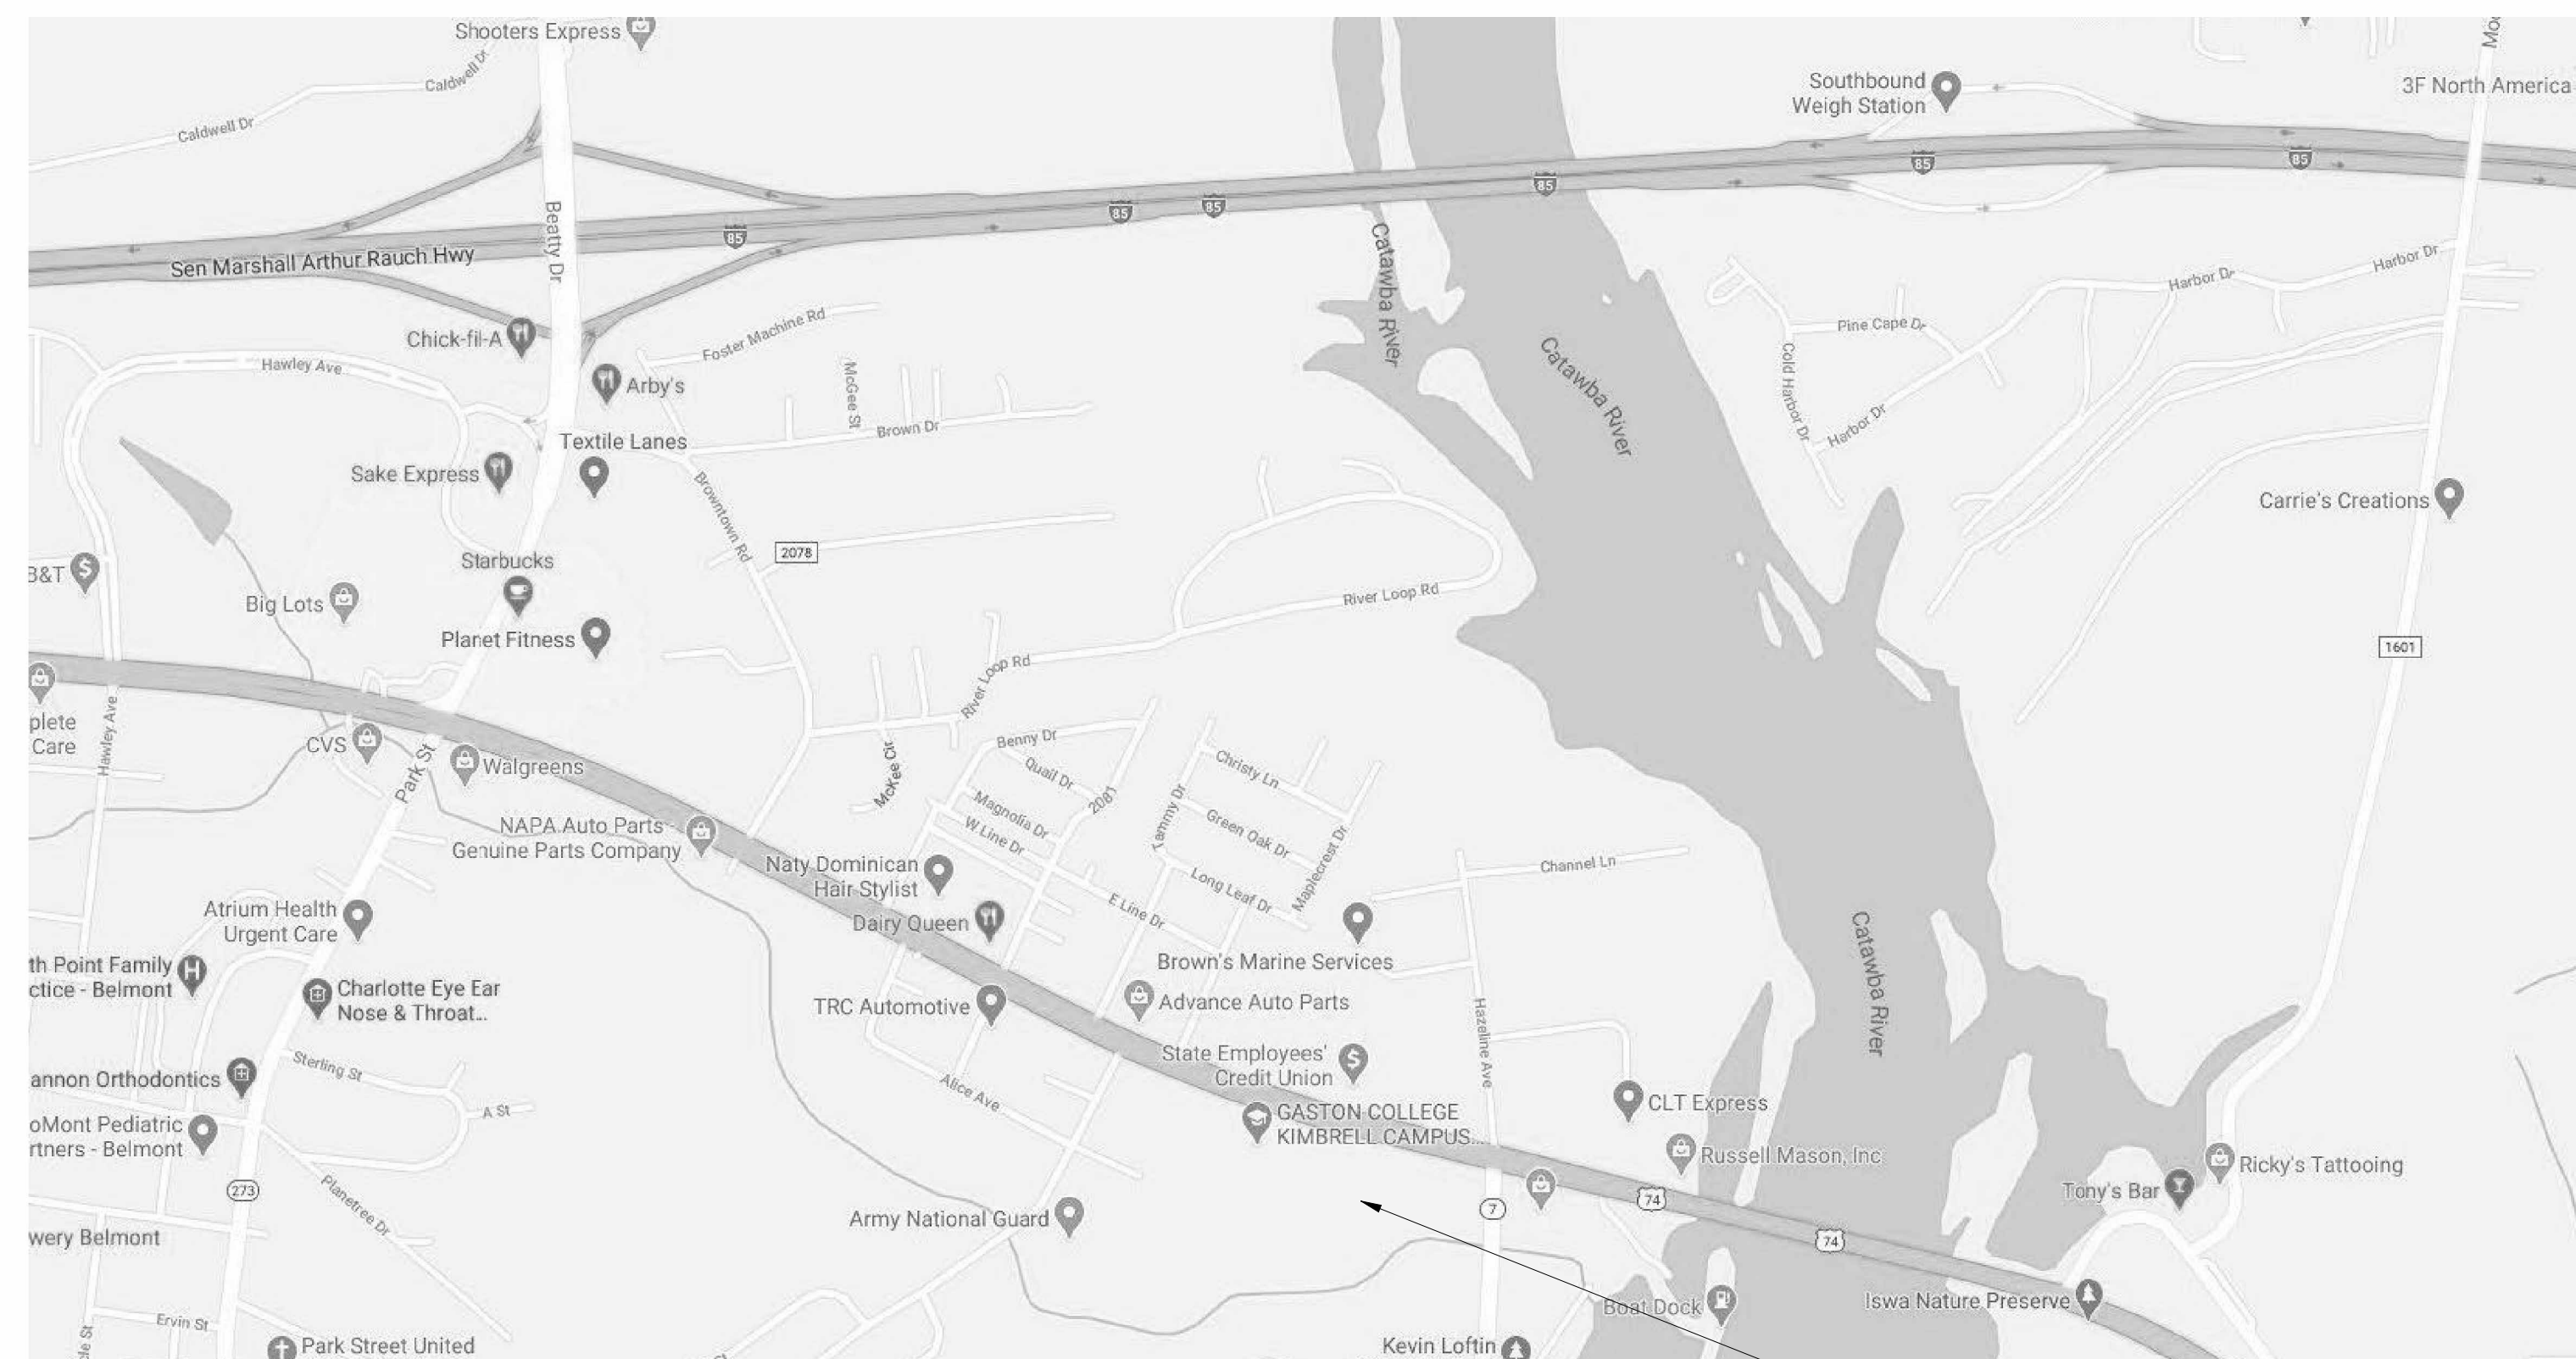 Shooters Express
Caldwell Dr
Caldwell Dr
Southbound
Weigh Station
3F North America
85
85
85
85
85
85
Beatty Dr
Sen Marshall Arthur Rauch Hwy
Catawba River
Catawba River
Harbor Dr
Harbor Dr
Pine Cape Dr
Cold Harbor Dr
Harbor Dr
Chick-fil-A
Hawley Ave
Foster Machine Rd
Arby's
McGee St
Brown Dr
Textile Lanes
Sake Express
Browntown Rd
2078
Carrie's Creations
Starbucks
B&T
Big Lots
Planet Fitness
River Loop Rd
River Loop Rd
1601
plete
Care
Hawley Ave
CVS
Park St
Walgreens
McKee Cir
Benny Dr
Quail Dr
2081
Magnolia Dr
W Line Dr
Tammy Dr
Christy Ln
Green Oak Dr
Long Leaf Dr
Maplecrest Dr
E Line Dr
Channel Ln
NAPA Auto Parts -
Genuine Parts Company
Naty Dominican
Hair Stylist
Dairy Queen
Atrium Health
Urgent Care
Brown's Marine Services
Catawba River
th Point Family
ctice - Belmont
Charlotte Eye Ear
Nose & Throat...
TRC Automotive
Advance Auto Parts
Hazeline Ave
State Employees'
Credit Union
Sterling St
annon Orthodontics
Alice Ave
A St
GASTON COLLEGE
KIMBRELL CAMPUS...
CLT Express
oMont Pediatric
rtners - Belmont
Russell Mason, Inc
Ricky's Tattooing
Tony's Bar
273
Planetree Dr
Army National Guard
7
74
74
wery Belmont
Boat Dock
Iswa Nature Preserve
Ervin St
Park Street United
Kevin Loftin